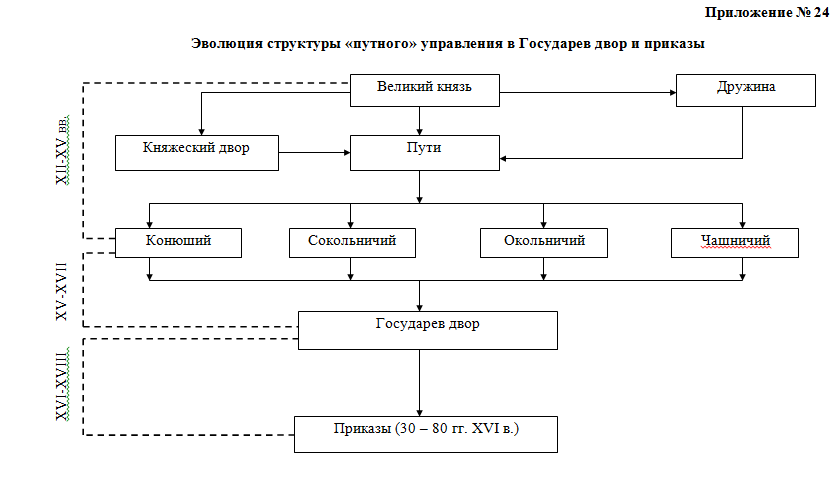 Приложение № 24
Эволюция структуры «путного» управления в Государев двор и приказы
Великий князь
Дружина
Княжеский двор
Пути
XII-XV вв.
Конюший
Сокольничий
Окольничий
Чашничий
XV-XVII
Государев двор
XVI-XVIII
Приказы (30 – 80 гг. XVI в.)